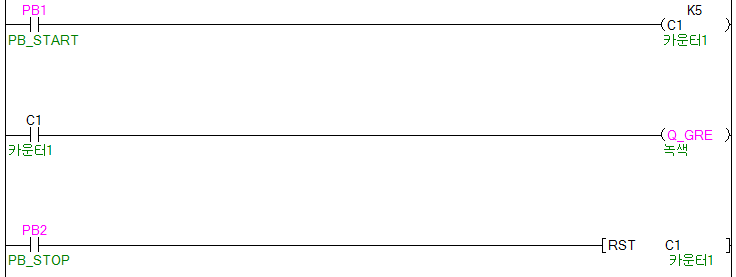 PB1 K5
C1
PB_START 카운터1
C1
Q_GRE
카운터1 녹색
PB2
RST C1
PB_STOP 카운터1